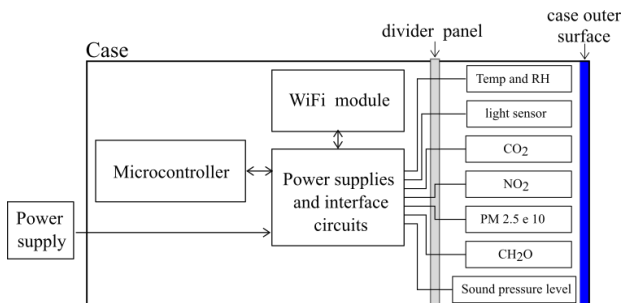 case outer
surface
divider panel
Case
Temp and RH
WiFi module
light sensor
CO2
Microcontroller
Power supplies
and interface
circuits
NO2
Power
supply
PM 2.5 e 10
CH2O
Sound pressure level